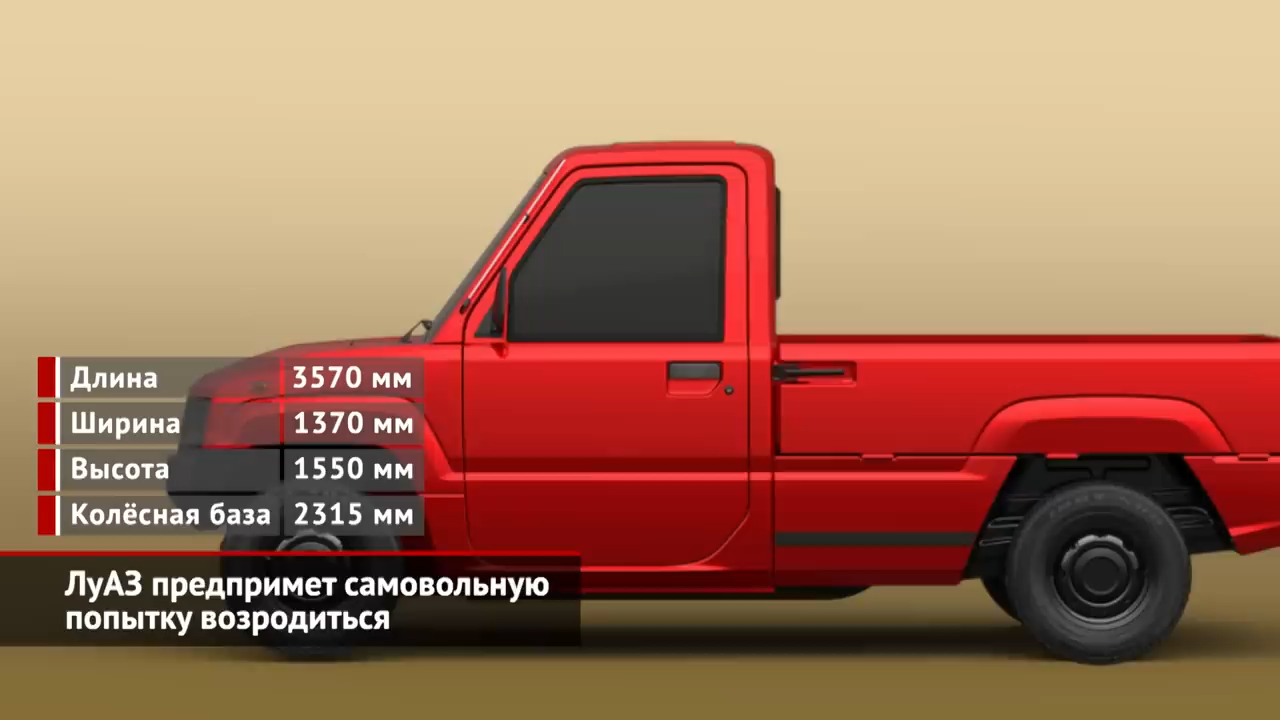 Длина 3570 мм
Ширина 1370 мм
Высота 1550 мм
Колёсная база 2315 мм
ЛуАЗ предпримет самовольную
попытку возродиться